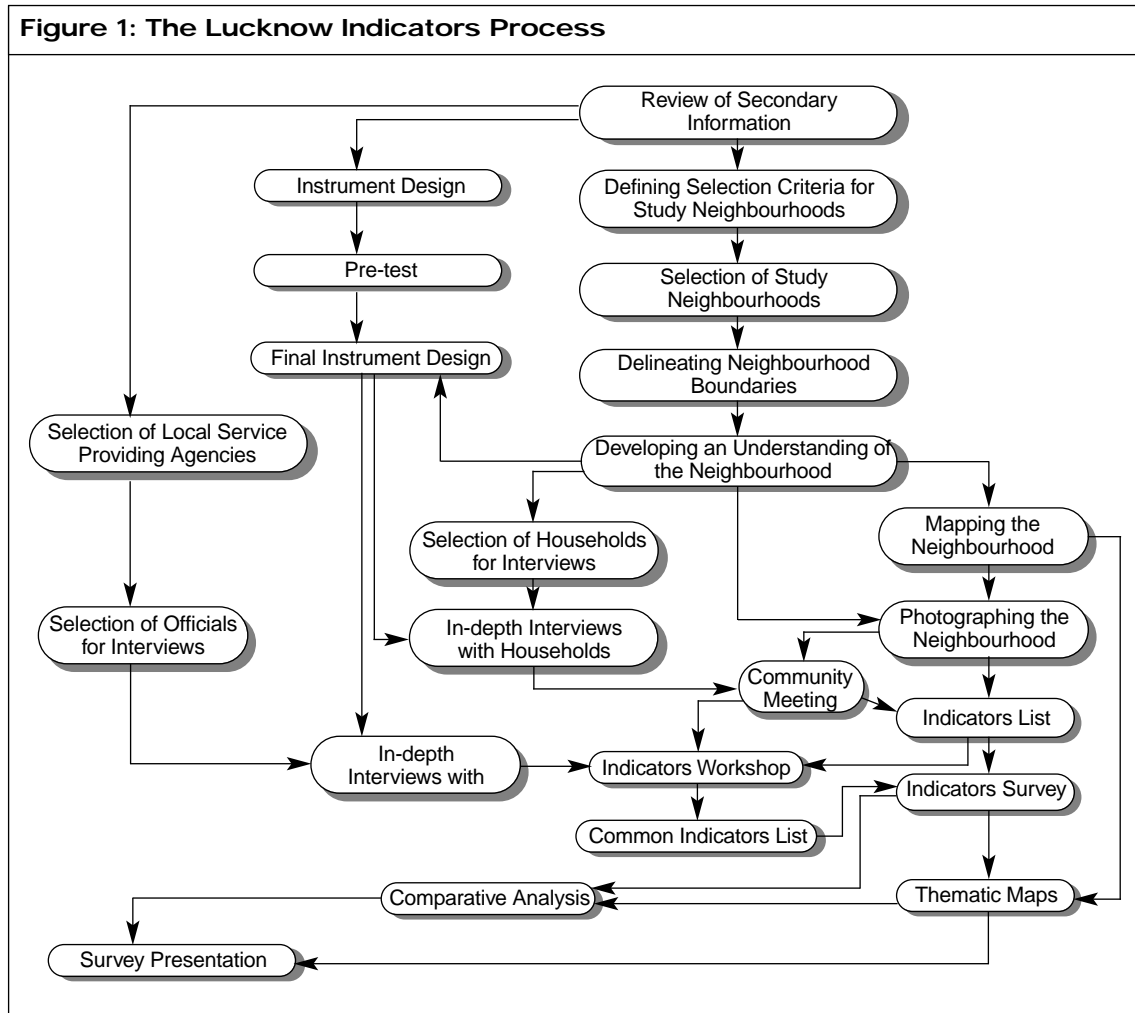 Figure 1: The Lucknow Indicators Process
Review of Secondary
Information
Instrument Design
Defining Selection Criteria for
Study Neighbourhoods
Pre-test
Selection of Study
Neighbourhoods
Final Instrument Design
Delineating Neighbourhood
Boundaries
Selection of Local Service
Providing Agencies
Developing an Understanding of
the Neighbourhood
Selection of Households
for Interviews
Mapping the
Neighbourhood
Selection of Officials
for Interviews
In-depth Interviews
with Households
Photographing the
Neighbourhood
Community
Meeting
Indicators List
In-depth
Interviews with
Indicators Workshop
Indicators Survey
Common Indicators List
Comparative Analysis
Thematic Maps
Survey Presentation